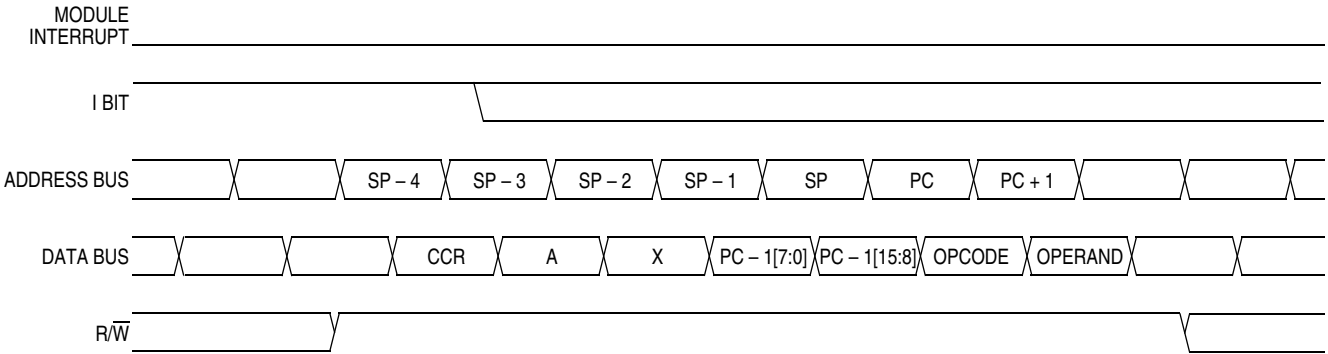 MODULE
INTERRUPT
I BIT
ADDRESS BUS SP – 4 SP – 3 SP – 2 SP – 1 SP PC PC + 1
DATA BUS CCR A X PC – 1[7:0] PC – 1[15:8] OPCODE OPERAND
R/W̅